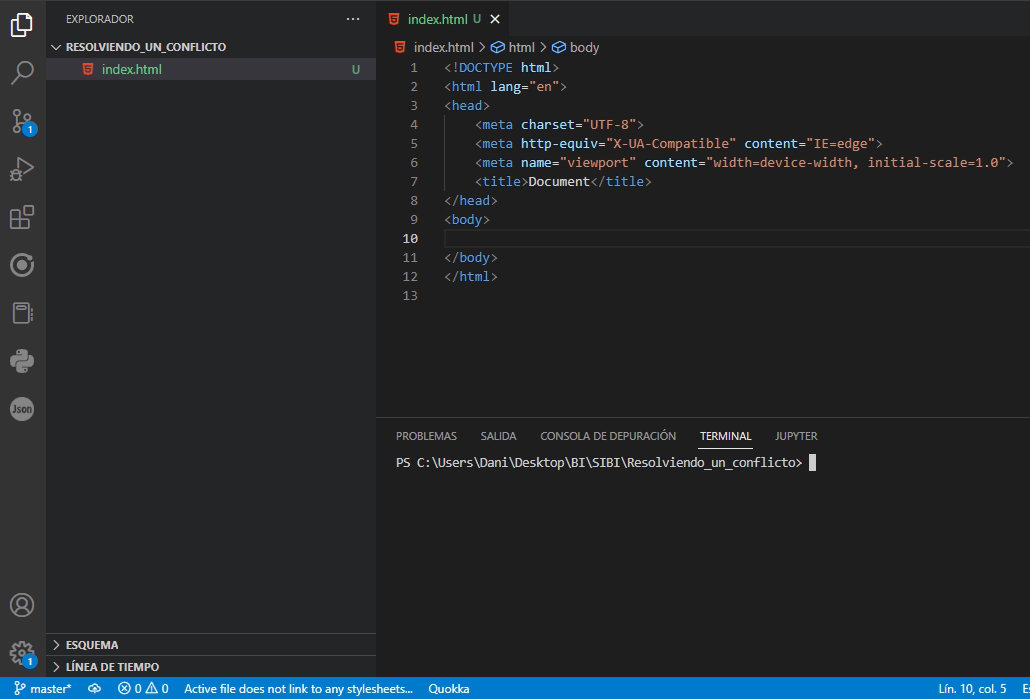 EXPLORADOR
RESOLVIENDO_UN_CONFLICTO
index.html U
Json
1
ESQUEMA
LÍNEA DE TIEMPO
1
index.html U
index.html > html > body
1 <!DOCTYPE html>
2 <html lang="en">
3 <head>
4 <meta charset="UTF-8">
5 <meta http-equiv="X-UA-Compatible" content="IE=edge">
6 <meta name="viewport" content="width=device-width, initial-scale=1.0">
7 <title>Document</title>
8 </head>
9 <body>
10
11 </body>
12 </html>
13
PROBLEMAS SALIDA CONSOLA DE DEPURACIÓN TERMINAL JUPYTER
PS C:\Users\Dani\Desktop\BI\SIBI\Resolviendo_un_conflicto>
master* 0 0 Active file does not link to any stylesheets... Quokka Lín. 10, col. 5 Es